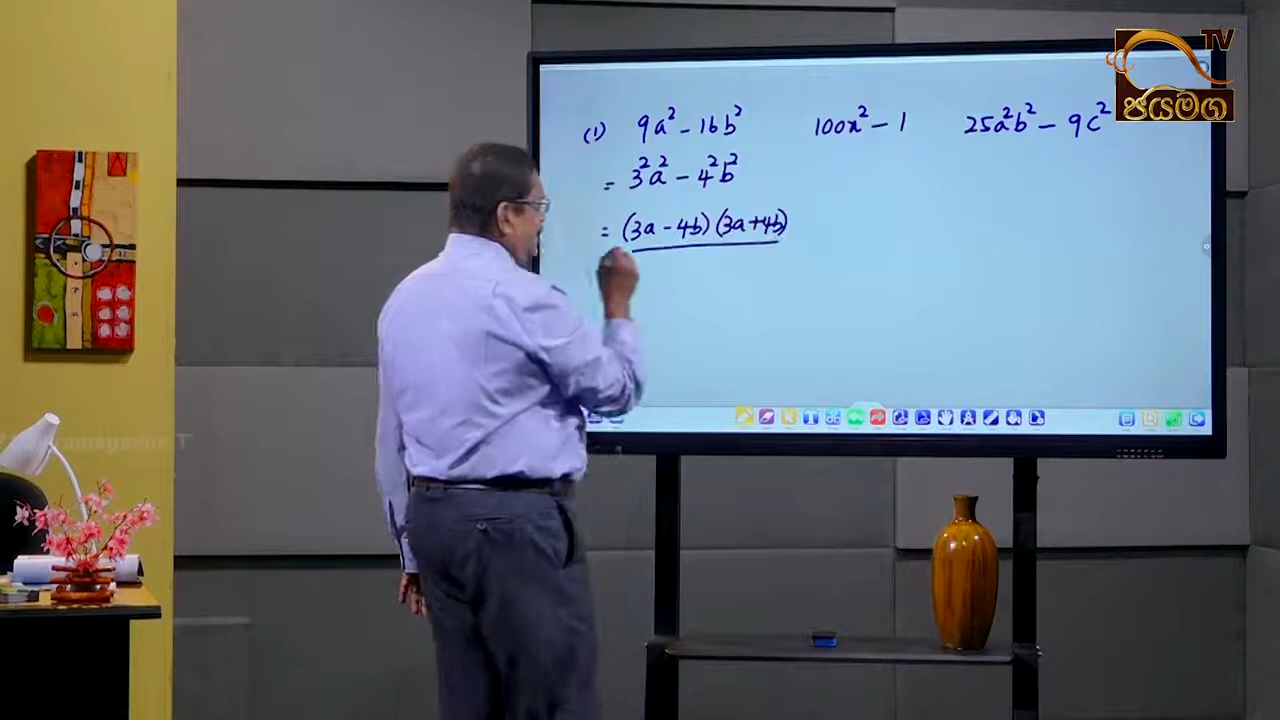 TV
ජයමග
(1) 9a² - 16b² 100x² - 1 25a²b² - 9c²
= 3²a² - 4²b²
= (3a - 4b)(3a + 4b)